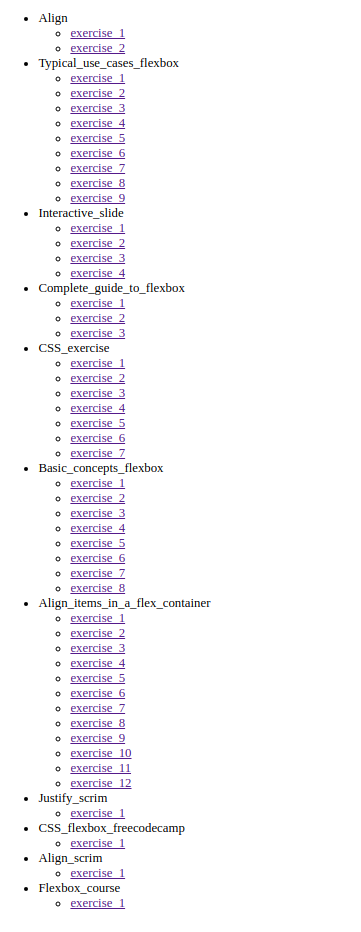 Align
exercise_1
exercise_2
Typical_use_cases_flexbox
exercise_1
exercise_2
exercise_3
exercise_4
exercise_5
exercise_6
exercise_7
exercise_8
exercise_9
Interactive_slide
exercise_1
exercise_2
exercise_3
exercise_4
Complete_guide_to_flexbox
exercise_1
exercise_2
exercise_3
CSS_exercise
exercise_1
exercise_2
exercise_3
exercise_4
exercise_5
exercise_6
exercise_7
Basic_concepts_flexbox
exercise_1
exercise_2
exercise_3
exercise_4
exercise_5
exercise_6
exercise_7
exercise_8
Align_items_in_a_flex_container
exercise_1
exercise_2
exercise_3
exercise_4
exercise_5
exercise_6
exercise_7
exercise_8
exercise_9
exercise_10
exercise_11
exercise_12
Justify_scrim
exercise_1
CSS_flexbox_freecodecamp
exercise_1
Align_scrim
exercise_1
Flexbox_course
exercise_1